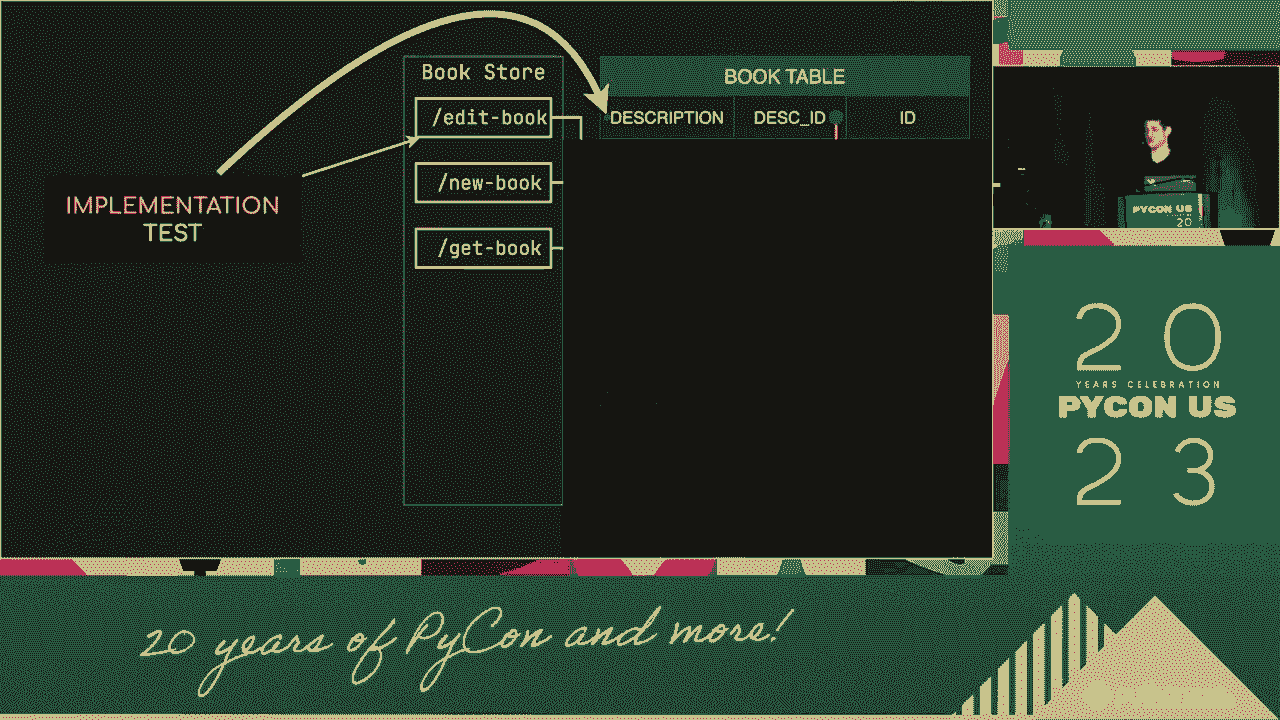 Book Store
/edit-book
/new-book
/get-book
IMPLEMENTATION
TEST
BOOK TABLE
DESCRIPTION DESC_ID ID
PYCON US
20
20
YEARS CELEBRATION
PYCON US
23
20 years of PyCon and more!